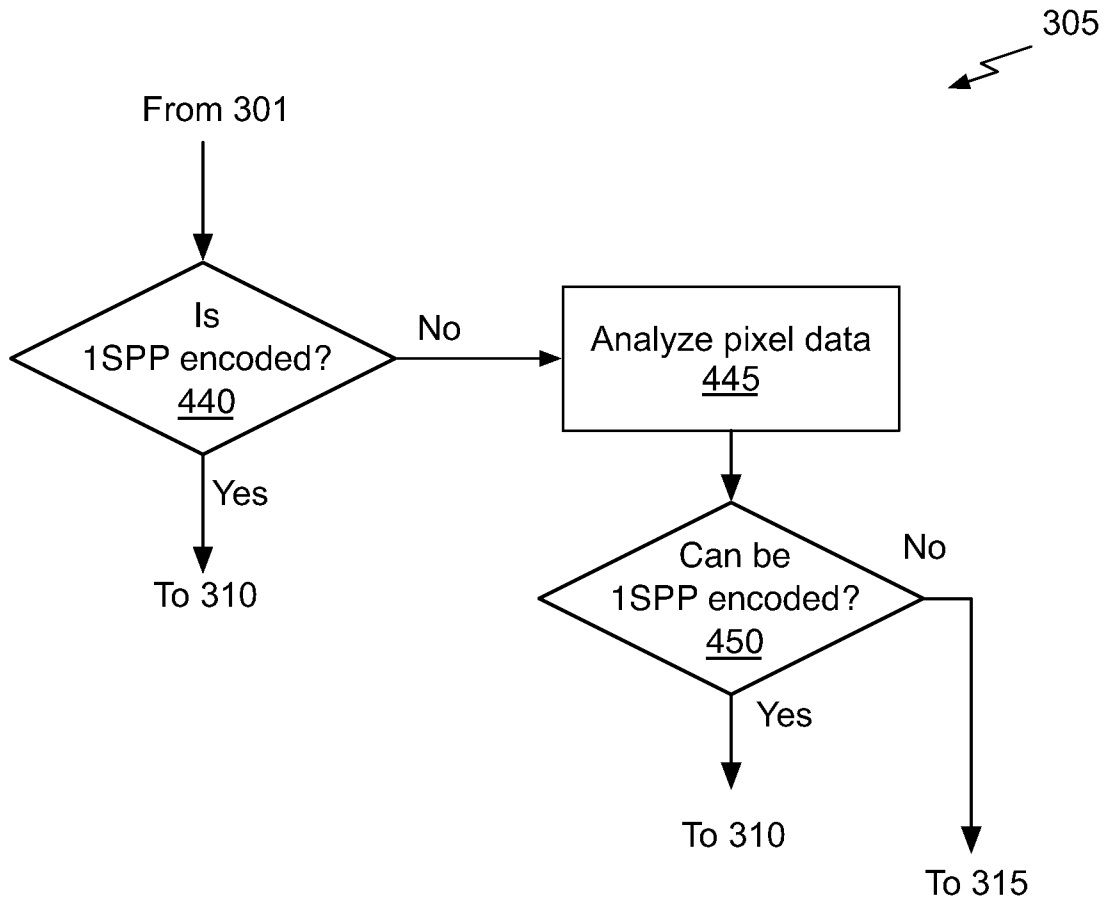 305
From 301
Is
1SPP encoded?
440
No
Analyze pixel data
445
Yes
To 310
Can be
1SPP encoded?
450
No
Yes
To 310
To 315